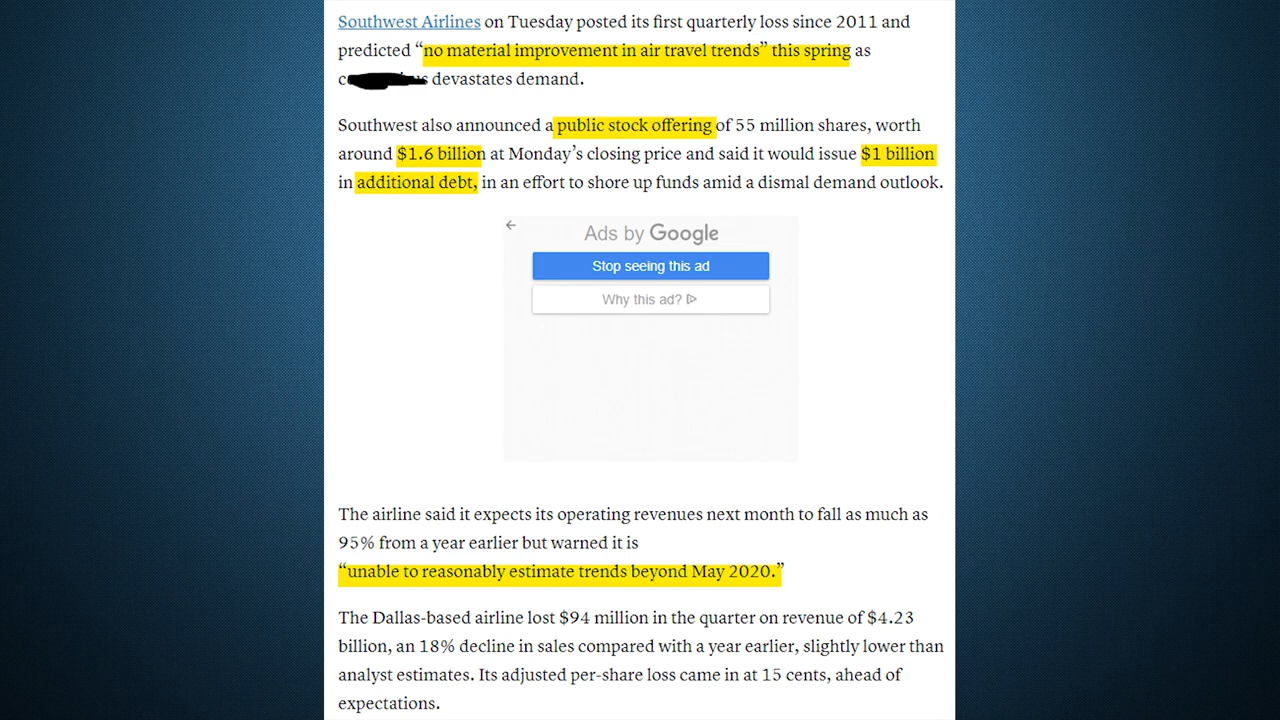 Southwest Airlines on Tuesday posted its first quarterly loss since 2011 and
predicted “no material improvement in air travel trends” this spring as
devastates demand.
Southwest also announced a public stock offering of 55 million shares, worth
around $1.6 billion at Monday’s closing price and said it would issue $1 billion
in additional debt, in an effort to shore up funds amid a dismal demand outlook.
Ads by Google
Stop seeing this ad
Why this ad?
The airline said it expects its operating revenues next month to fall as much as
95% from a year earlier but warned it is
“unable to reasonably estimate trends beyond May 2020.”
The Dallas-based airline lost $94 million in the quarter on revenue of $4.23
billion, an 18% decline in sales compared with a year earlier, slightly lower than
analyst estimates. Its adjusted per-share loss came in at 15 cents, ahead of
expectations.